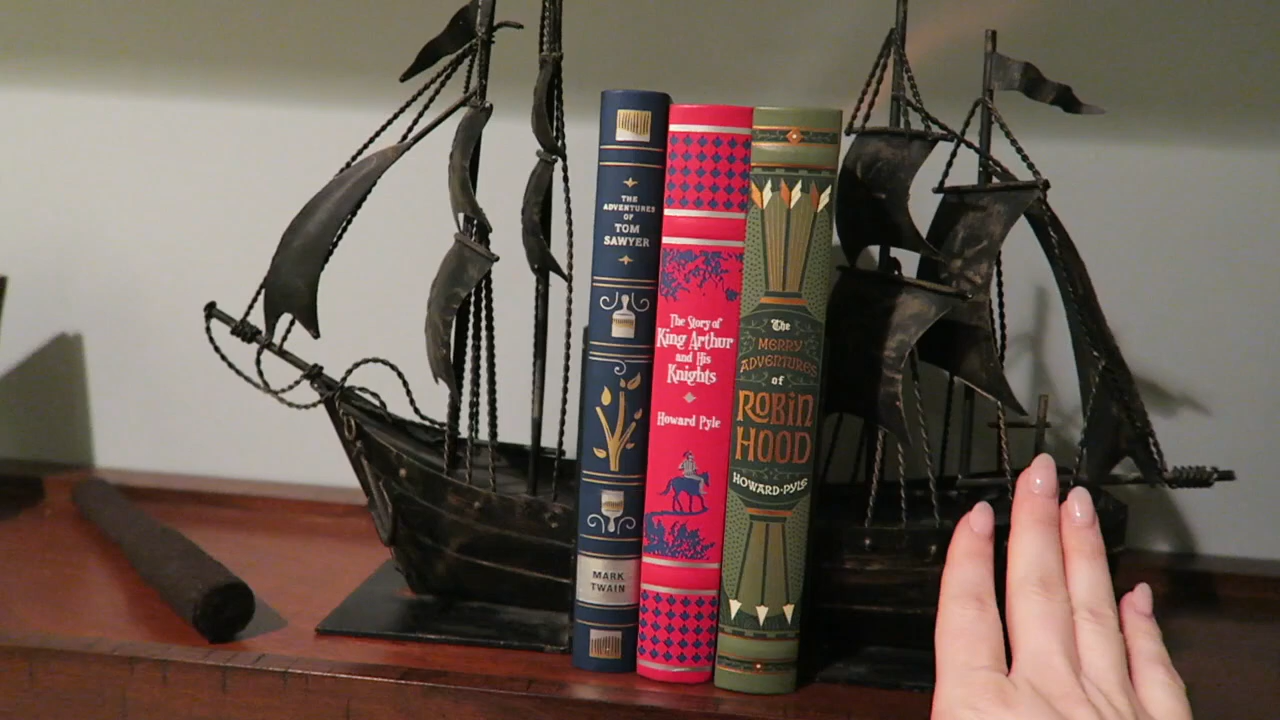 THE
ADVENTURES
OF
TOM
SAWYER
MARK
TWAIN
The Story of
King Arthur
and His
Knights
Howard Pyle
The
MERRY
ADVENTURES
of
ROBIN
HOOD
HOWARD·PYLE